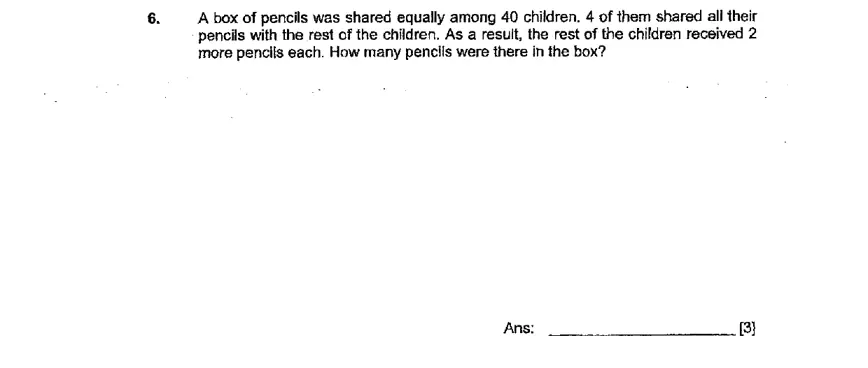 6. A box of pencils was shared equally among 40 children. 4 of them shared all their
pencils with the rest of the children. As a result, the rest of the children received 2
more pencils each. How many pencils were there in the box?
Ans: ____________________ [3]